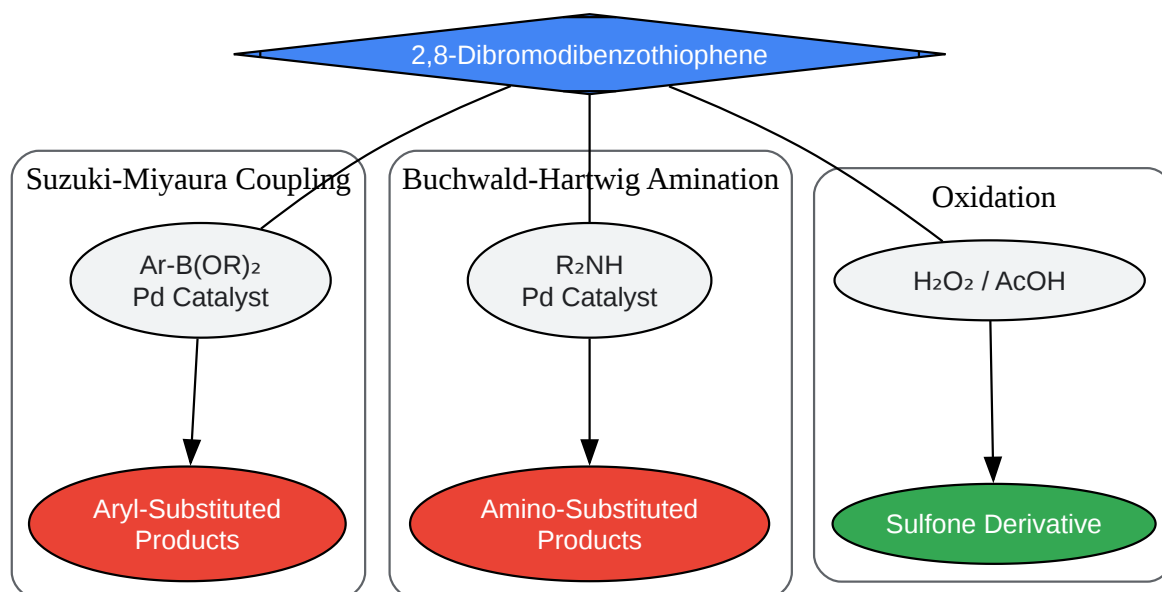 2,8-Dibromodibenzothiophene
Suzuki-Miyaura Coupling
Buchwald-Hartwig Amination
Oxidation
Ar-B(OR)₂
Pd Catalyst
R₂NH
Pd Catalyst
H₂O₂ / AcOH
Aryl-Substituted
Products
Amino-Substituted
Products
Sulfone Derivative